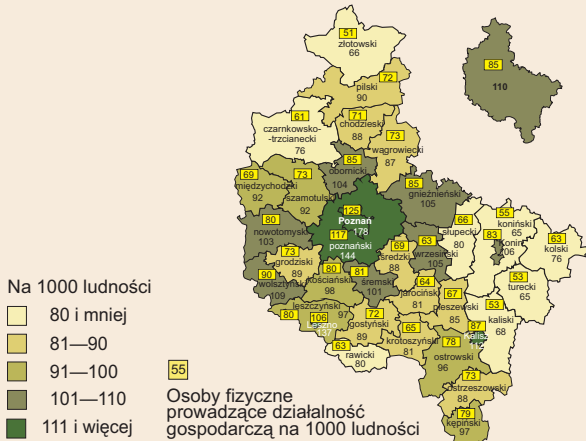 51
złotowski
66
85
110
72
pilski
90
61
czarnkowsko-
trzcianecki
76
71
chodzieski
88
73
wągrowiecki
87
85
obornicki
104
69
międzychodzki
92
73
szamotulski
92
85
gnieźnieński
105
125
Poznań
178
117
poznański
144
80
nowotomyski
103
66
słupecki
80
55
koniński
65
83
Konin
106
63
kolski
76
73
grodziski
89
69
średzki
88
63
wrzesiński
105
90
wolsztyński
109
80
kościański
98
81
śremski
101
64
jarociński
81
53
turecki
65
80
leszczyński
97
106
Leszno
137
72
gostyński
89
67
pleszewski
85
53
kaliski
68
63
rawicki
80
65
krotoszyński
81
87
Kalisz
78
ostrowski
96
73
ostrzeszowski
88
79
kępiński
97
Na 1000 ludności
80 i mniej
81—90
91—100
101—110
111 i więcej
55
Osoby fizyczne
prowadzące działalność
gospodarczą na 1000 ludności